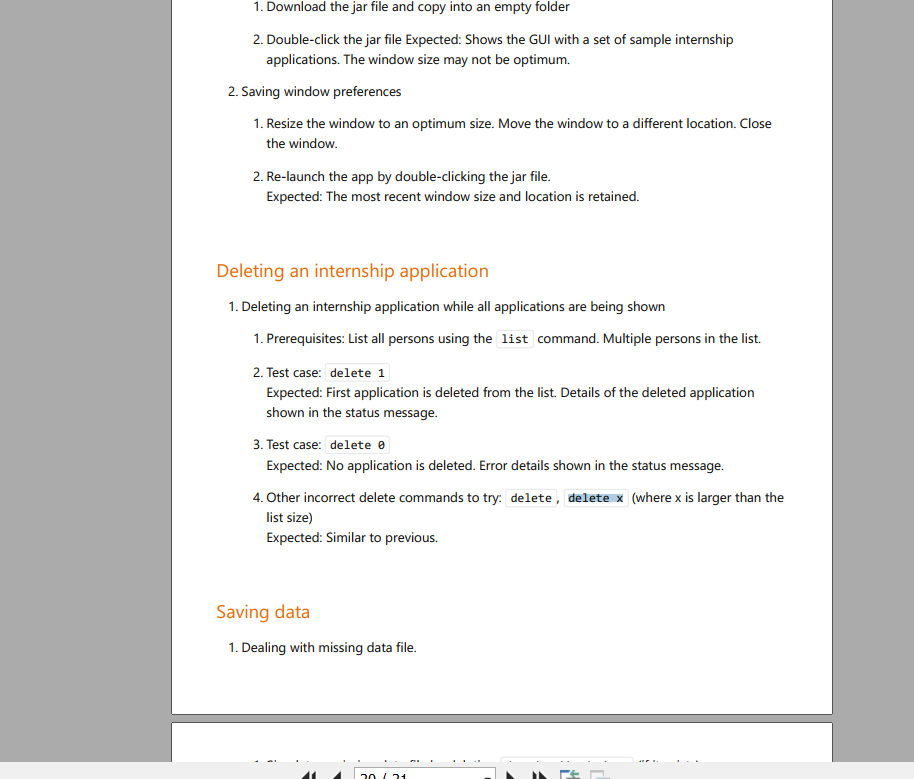 1. Download the jar file and copy into an empty folder
2. Double-click the jar file Expected: Shows the GUI with a set of sample internship
applications. The window size may not be optimum.
2. Saving window preferences
1. Resize the window to an optimum size. Move the window to a different location. Close
the window.
2. Re-launch the app by double-clicking the jar file.
Expected: The most recent window size and location is retained.
Deleting an internship application
1. Deleting an internship application while all applications are being shown
1. Prerequisites: List all persons using the list command. Multiple persons in the list.
2. Test case: delete 1
Expected: First application is deleted from the list. Details of the deleted application
shown in the status message.
3. Test case: delete 0
Expected: No application is deleted. Error details shown in the status message.
4. Other incorrect delete commands to try: delete, delete x (where x is larger than the
list size)
Expected: Similar to previous.
Saving data
1. Dealing with missing data file.
20 / 21